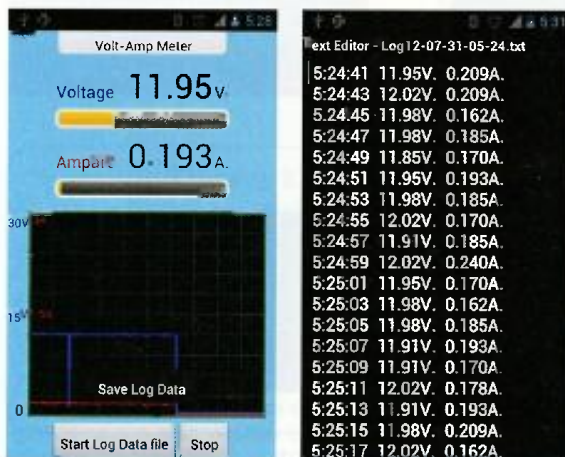 5:28
Volt-Amp Meter
Voltage 11.95 V.
0.193 A.
30V
15V
0
Save Log Data
Start Log Data file
Stop
5:31
ext Editor - Log12-07-31-05-24.txt
5:24:41 11.95V. 0.209A.
5:24:43 12.02V. 0.209A.
5:24:45 11.98V. 0.162A.
5:24:47 11.98V. 0.185A.
5:24:49 11.85V. 0.170A.
5:24:51 11.95V. 0.193A.
5:24:53 11.98V. 0.185A.
5:24:55 12.02V. 0.170A.
5:24:57 11.91V. 0.185A.
5:24:59 12.02V. 0.240A.
5:25:01 11.95V. 0.170A.
5:25:03 11.98V. 0.162A.
5:25:05 11.98V. 0.185A.
5:25:07 11.91V. 0.193A.
5:25:09 11.91V. 0.170A.
5:25:11 12.02V. 0.178A.
5:25:13 11.91V. 0.193A.
5:25:15 11.98V. 0.209A.
5:25:17 12.02V. 0.162A.